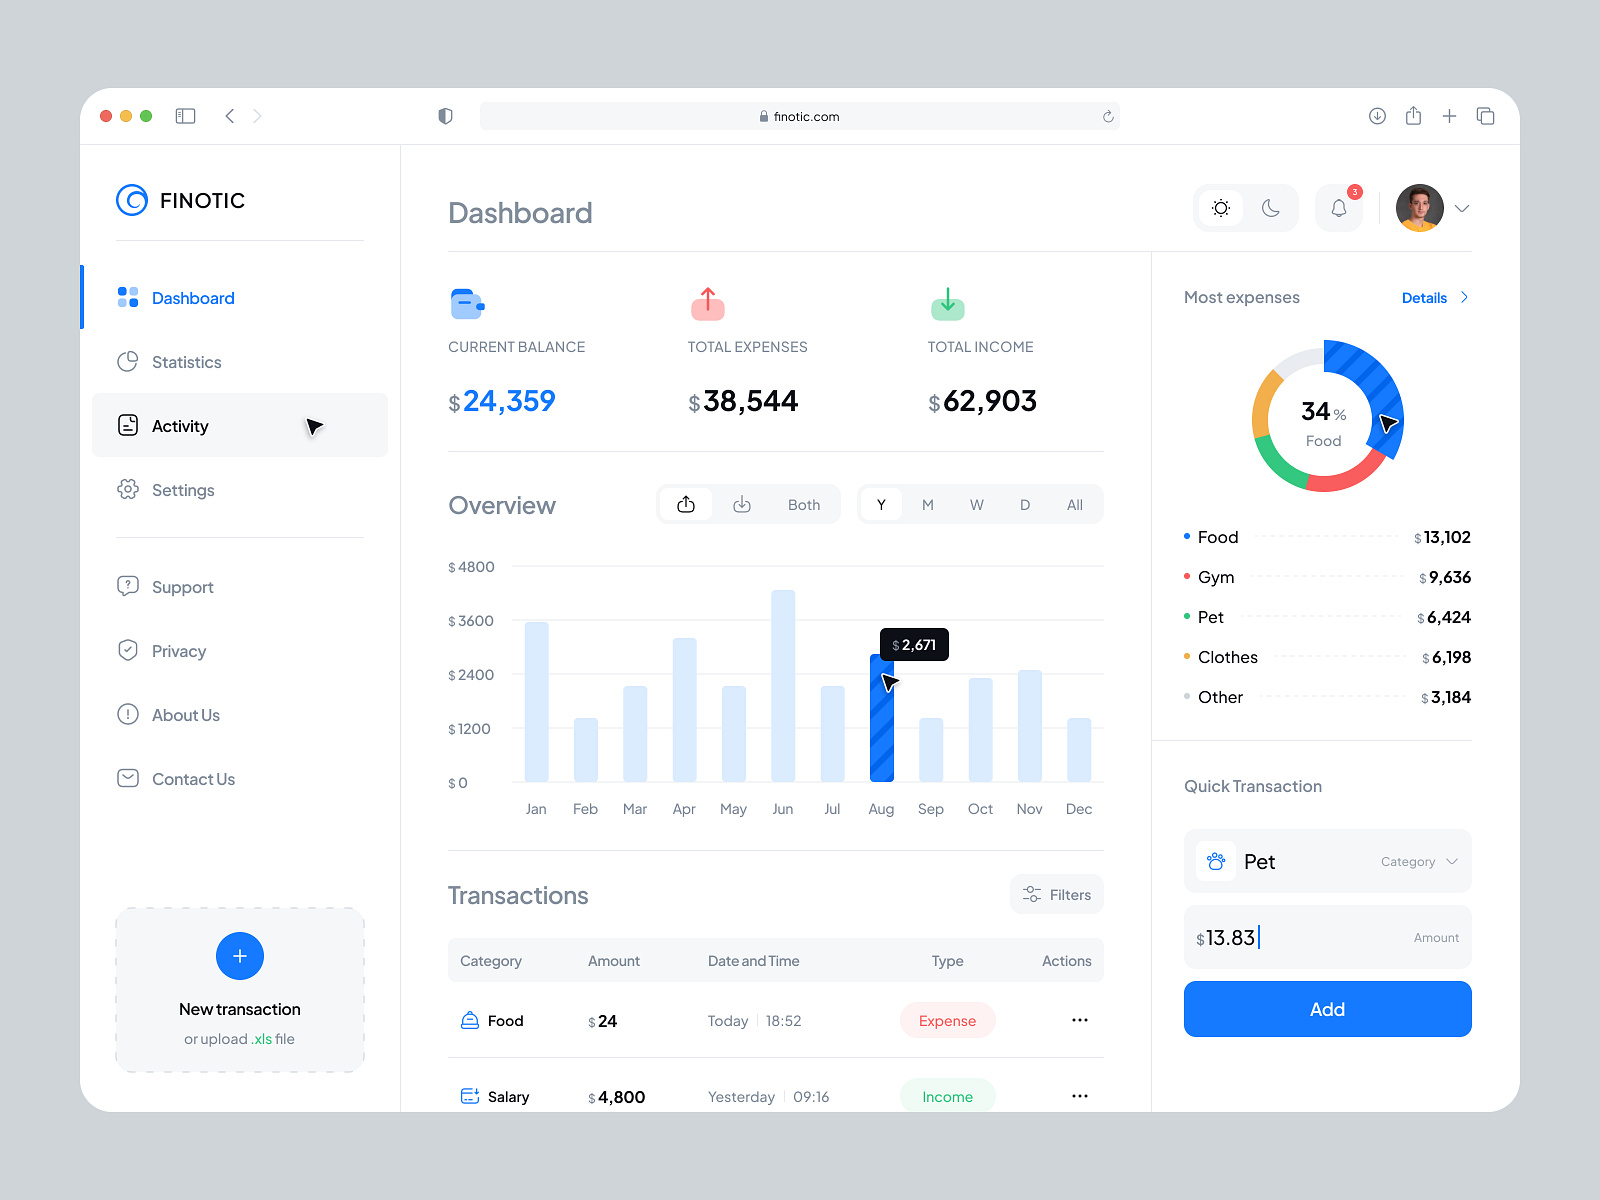 finotic.com
FINOTIC
Dashboard
Statistics
Activity
Settings
Support
Privacy
About Us
Contact Us
New transaction
or upload .xls file
Dashboard
3
CURRENT BALANCE
$24,359
TOTAL EXPENSES
$38,544
TOTAL INCOME
$62,903
Overview
Both
Y M W D All
$4800
$3600
$2400
$1200
$0
$2,671
Jan Feb Mar Apr May Jun Jul Aug Sep Oct Nov Dec
Transactions
Filters
Category Amount Date and Time Type Actions
Food $24 Today 18:52 Expense
Salary $4,800 Yesterday 09:16 Income
Most expenses
Details
34%
Food
Food $13,102
Gym $9,636
Pet $6,424
Clothes $6,198
Other $3,184
Quick Transaction
Pet Category
$13.83 Amount
Add